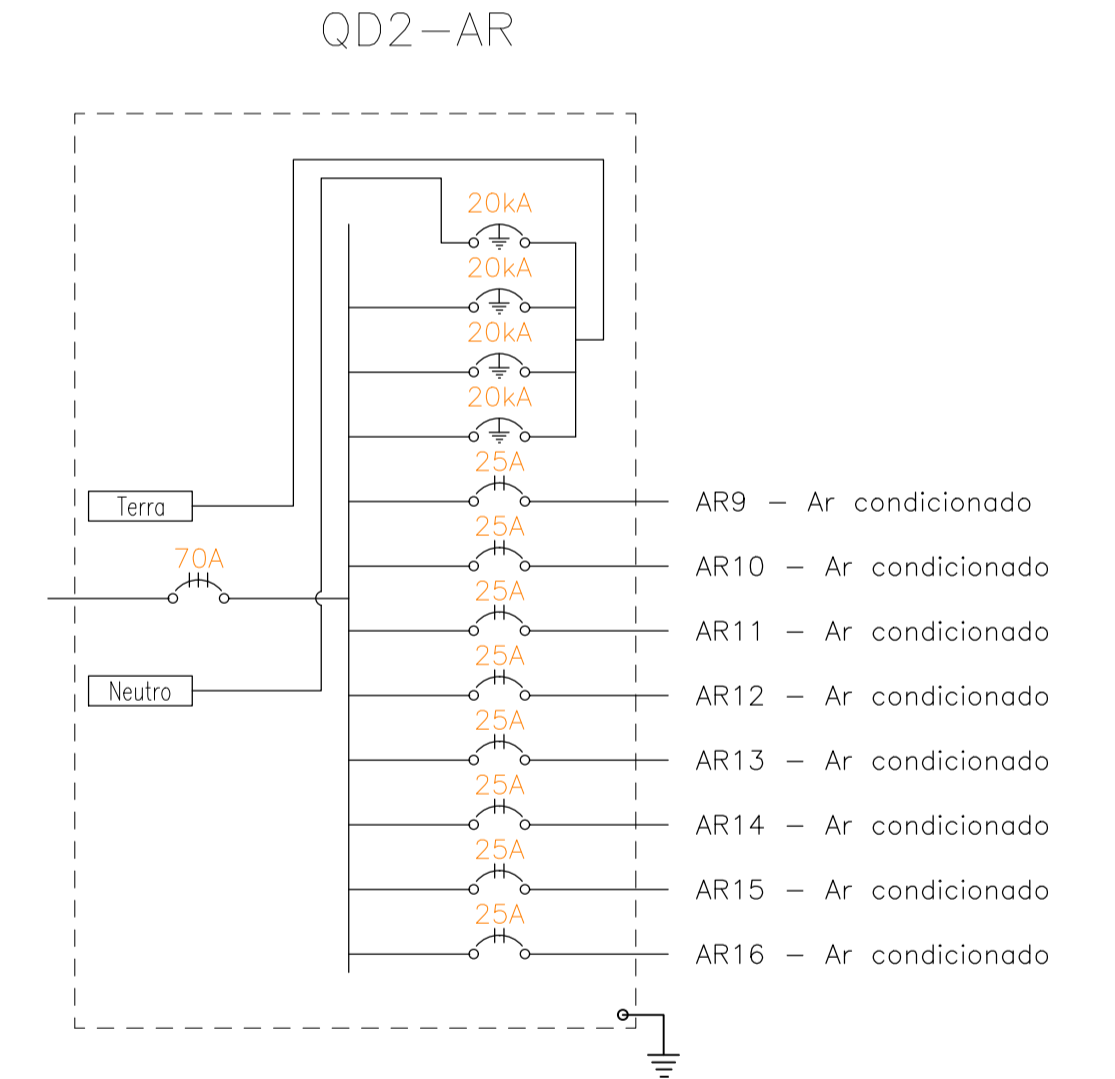 QD2-AR
20kA
20kA
20kA
20kA
25A
Terra
AR9 - Ar condicionado
25A
70A
AR10 - Ar condicionado
25A
AR11 - Ar condicionado
25A
Neutro
AR12 - Ar condicionado
25A
AR13 - Ar condicionado
25A
AR14 - Ar condicionado
25A
AR15 - Ar condicionado
25A
AR16 - Ar condicionado